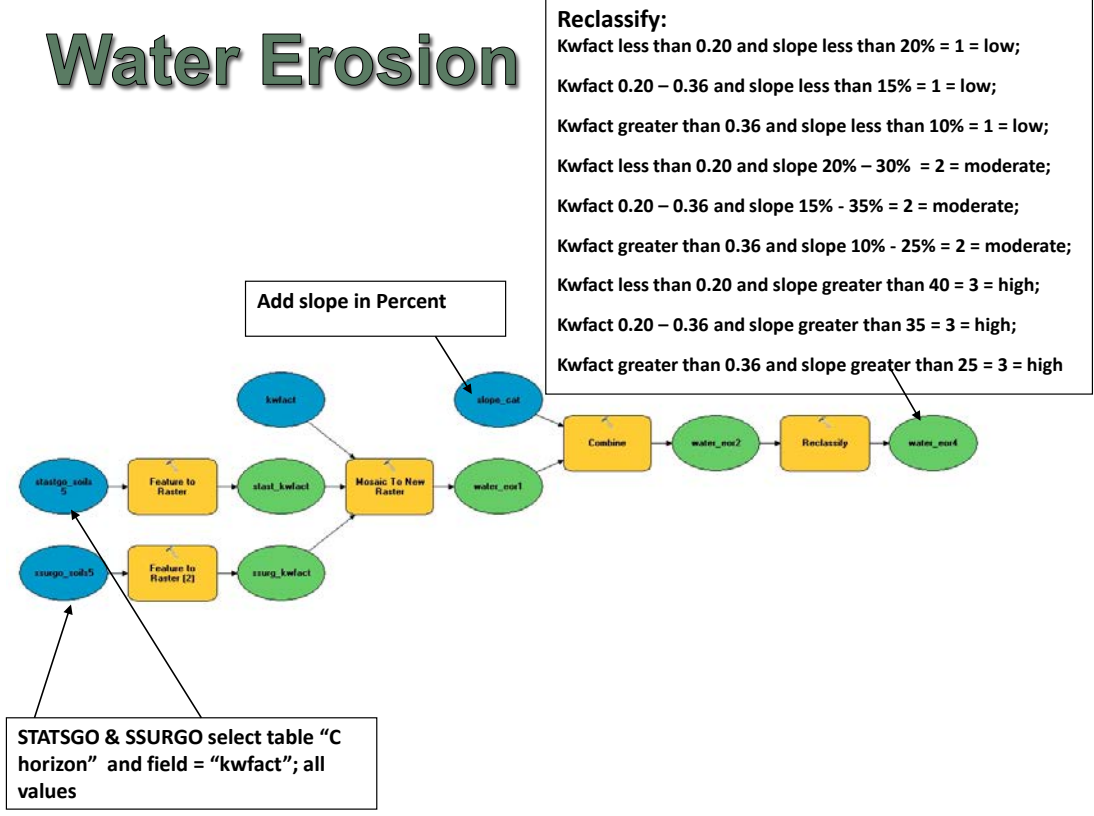 Water Erosion
Reclassify:
Kwfact less than 0.20 and slope less than 20% = 1 = low;
Kwfact 0.20 – 0.36 and slope less than 15% = 1 = low;
Kwfact greater than 0.36 and slope less than 10% = 1 = low;
Kwfact less than 0.20 and slope 20% – 30%  = 2 = moderate;
Kwfact 0.20 – 0.36 and slope 15% - 35% = 2 = moderate;
Kwfact greater than 0.36 and slope 10% - 25% = 2 = moderate;
Kwfact less than 0.20 and slope greater than 40 = 3 = high;
Kwfact 0.20 – 0.36 and slope greater than 35 = 3 = high;
Kwfact greater than 0.36 and slope greater than 25 = 3 = high
Add slope in Percent
kwfact
slope_cat
Combine
water_eor2
Reclassify
water_eor4
stastgo_soils
5
Feature to
Raster
stast_kwfact
Mosaic To New
Raster
water_eor1
ssurgo_soils5
Feature to
Raster (2)
ssurg_kwfact
STATSGO & SSURGO select table “C
horizon”  and field = “kwfact”; all
values